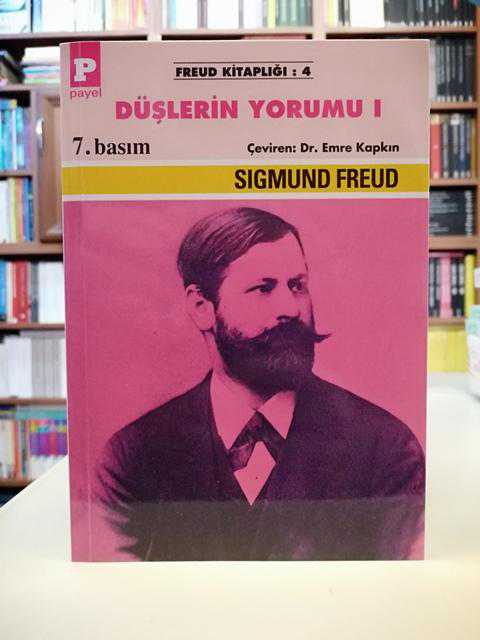 P
payel
FREUD KİTAPLIĞI : 4
DÜŞLERİN YORUMU I
7. basım
Çeviren: Dr. Emre Kapkın
SIGMUND FREUD